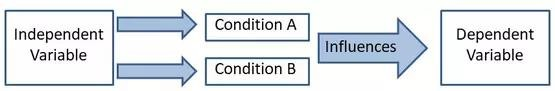 Independent
Variable
Condition A
Condition B
Influences
Dependent
Variable